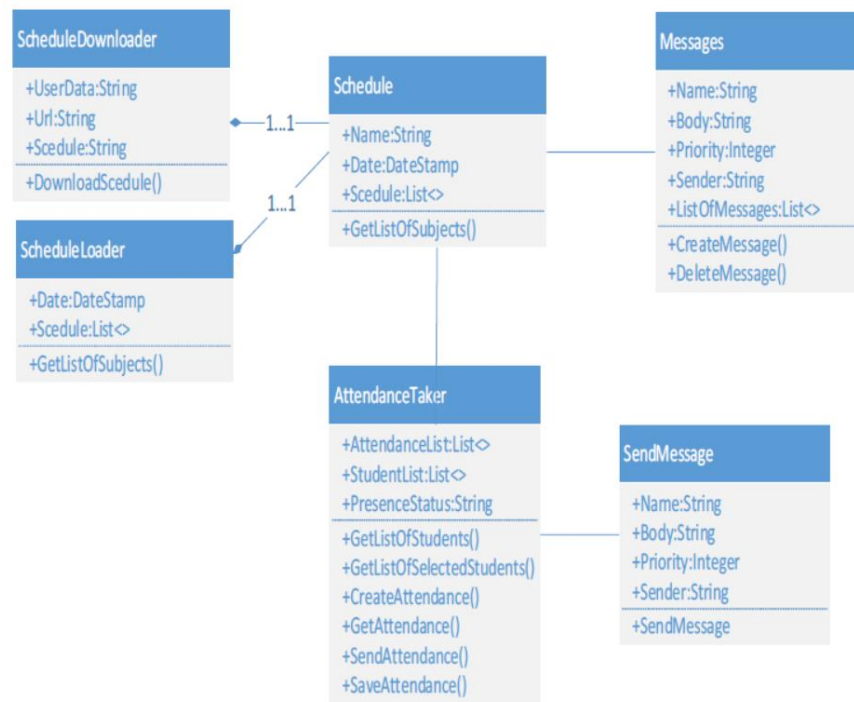 ScheduleDownloader
+UserData:String
+Url:String
+Scedule:String
+DownloadScedule()
1...1
1...1
ScheduleLoader
+Date:DateStamp
+Scedule:List<>
+GetListOfSubjects()
Schedule
+Name:String
+Date:DateStamp
+Scedule:List<>
+GetListOfSubjects()
Messages
+Name:String
+Body:String
+Priority:Integer
+Sender:String
+ListOfMessages:List<>
+CreateMessage()
+DeleteMessage()
AttendanceTaker
+AttendanceList:List<>
+StudentList:List<>
+PresenceStatus:String
+GetListOfStudents()
+GetListOfSelectedStudents()
+CreateAttendance()
+GetAttendance()
+SendAttendance()
+SaveAttendance()
SendMessage
+Name:String
+Body:String
+Priority:Integer
+Sender:String
+SendMessage